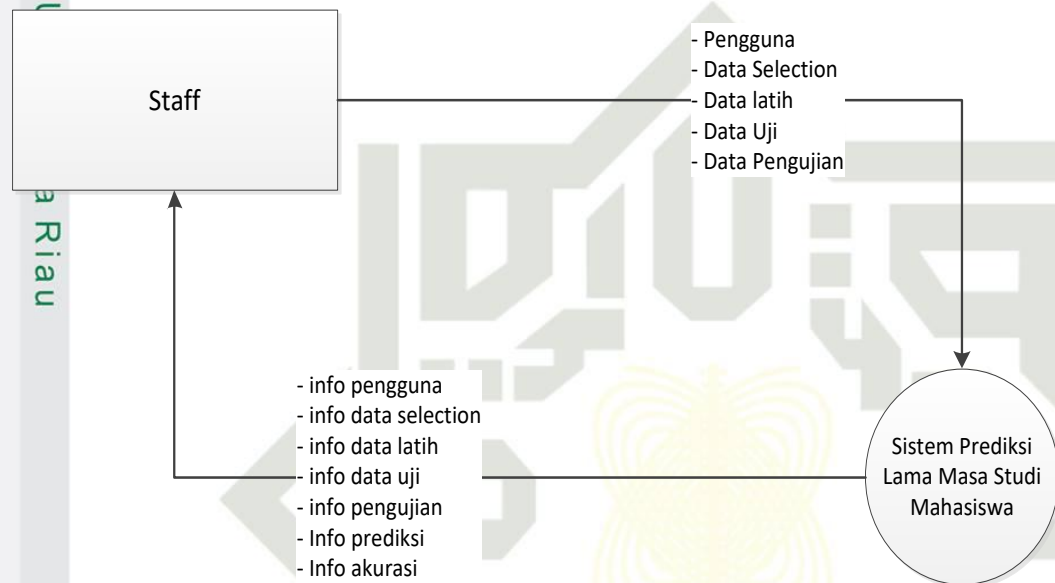 Staff
- Pengguna
- Data Selection
- Data latih
- Data Uji
- Data Pengujian
Riau
- info pengguna
- info data selection
- info data latih
- info data uji
- info pengujian
- Info prediksi
- Info akurasi
Sistem Prediksi
Lama Masa Studi
Mahasiswa